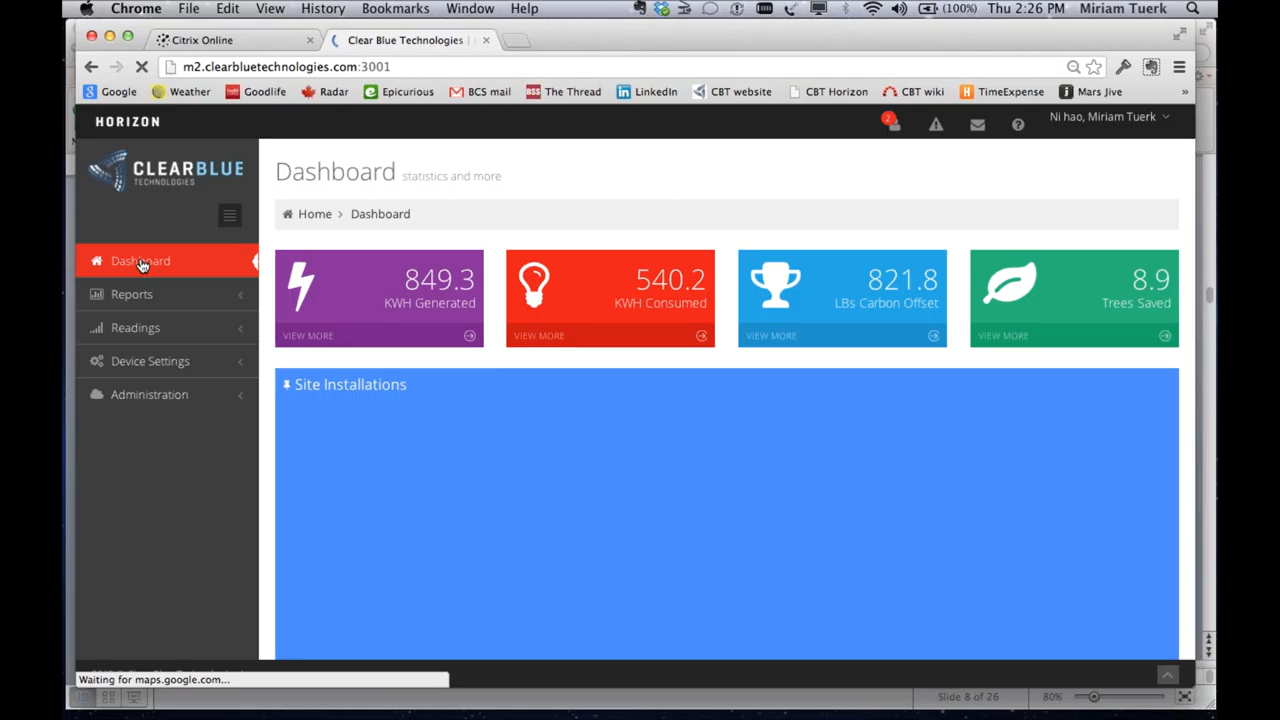 Chrome File Edit View History Bookmarks Window Help (100%) Thu 2:26 PM Miriam Tuerk
Citrix Online Clear Blue Technologies |
m2.clearbluetechnologies.com:3001
Google Weather Goodlife Radar Epicurious BCS mail BSS The Thread LinkedIn CBT website CBT Horizon CBT wiki TimeExpense Mars Jive »
HORIZON 2 Ni hao, Miriam Tuerk
CLEARBLUE
TECHNOLOGIES
Dashboard statistics and more
Home > Dashboard
Dashboard
Reports
Readings
Device Settings
Administration
849.3
KWH Generated
VIEW MORE
540.2
KWH Consumed
VIEW MORE
821.8
LBs Carbon Offset
VIEW MORE
8.9
Trees Saved
VIEW MORE
Site Installations
Waiting for maps.google.com...
Slide 8 of 26 80%